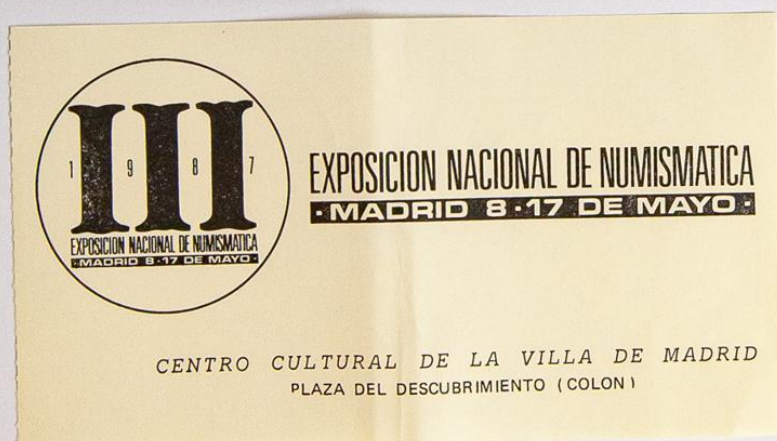 III
1 9 8 7
EXPOSICION NACIONAL DE NUMISMATICA
· MADRID 8 · 17 DE MAYO ·
EXPOSICION NACIONAL DE NUMISMATICA
· MADRID 8 · 17 DE MAYO ·
CENTRO CULTURAL DE LA VILLA DE MADRID
PLAZA DEL DESCUBRIMIENTO (COLON)